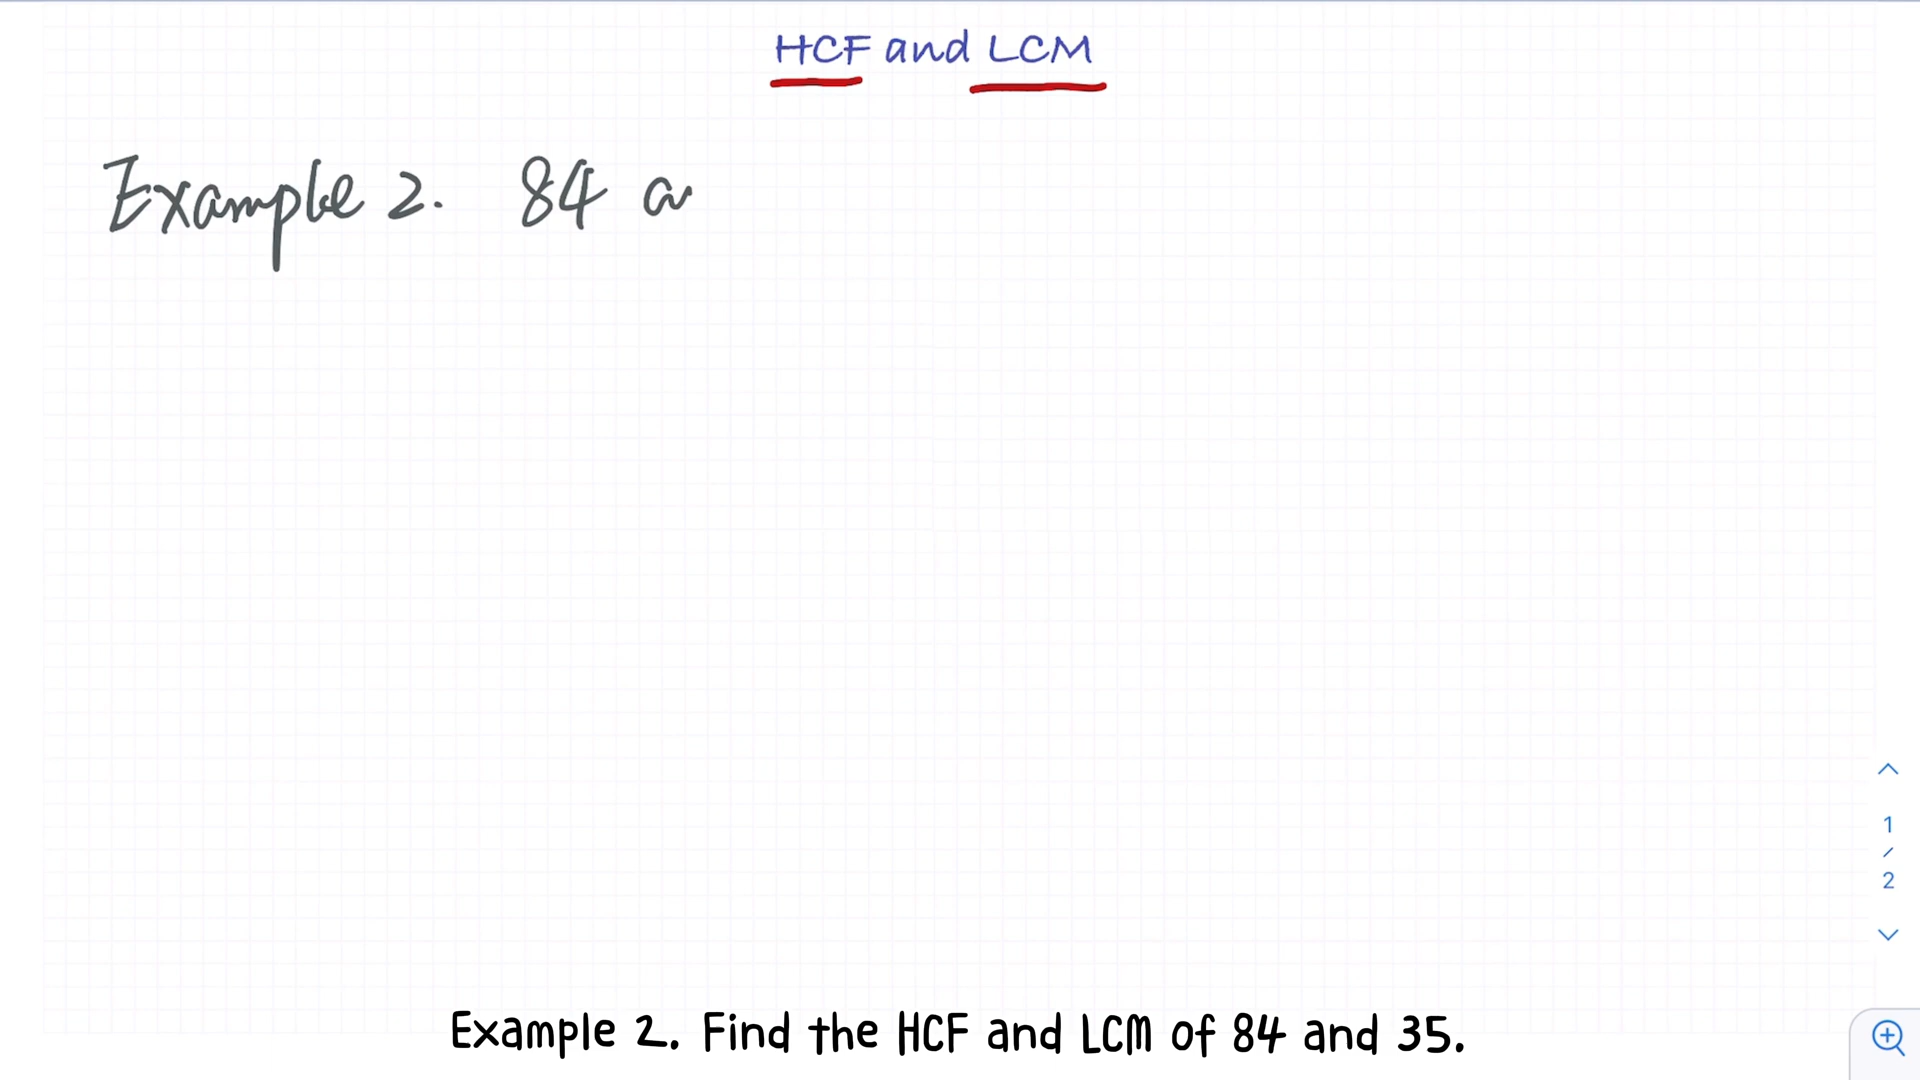 HCF and LCM
Example 2. 84 an
1
/
2
Example 2. Find the HCF and LCM of 84 and 35.